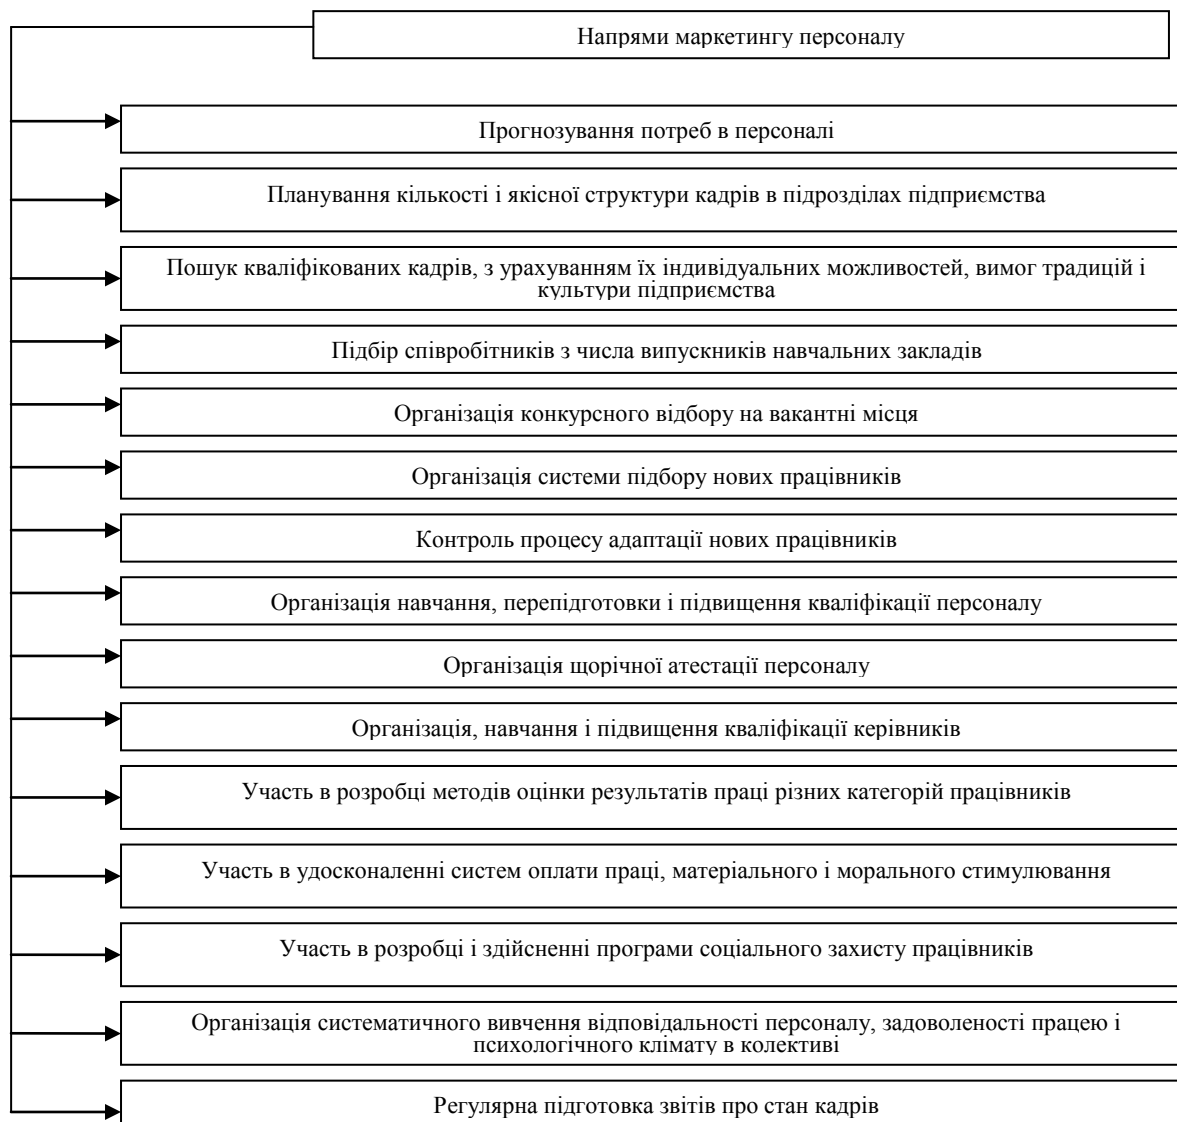 Напрями маркетингу персоналу
Прогнозування потреб в персоналі
Планування кількості і якісної структури кадрів в підрозділах підприємства
Пошук кваліфікованих кадрів, з урахуванням їх індивідуальних можливостей, вимог традицій і
культури підприємства
Підбір співробітників з числа випускників навчальних закладів
Організація конкурсного відбору на вакантні місця
Організація системи підбору нових працівників
Контроль процесу адаптації нових працівників
Організація навчання, перепідготовки і підвищення кваліфікації персоналу
Організація щорічної атестації персоналу
Організація, навчання і підвищення кваліфікації керівників
Участь в розробці методів оцінки результатів праці різних категорій працівників
Участь в удосконаленні систем оплати праці, матеріального і морального стимулювання
Участь в розробці і здійсненні програми соціального захисту працівників
Організація систематичного вивчення відповідальності персоналу, задоволеності працею і
психологічного клімату в колективі
Регулярна підготовка звітів про стан кадрів